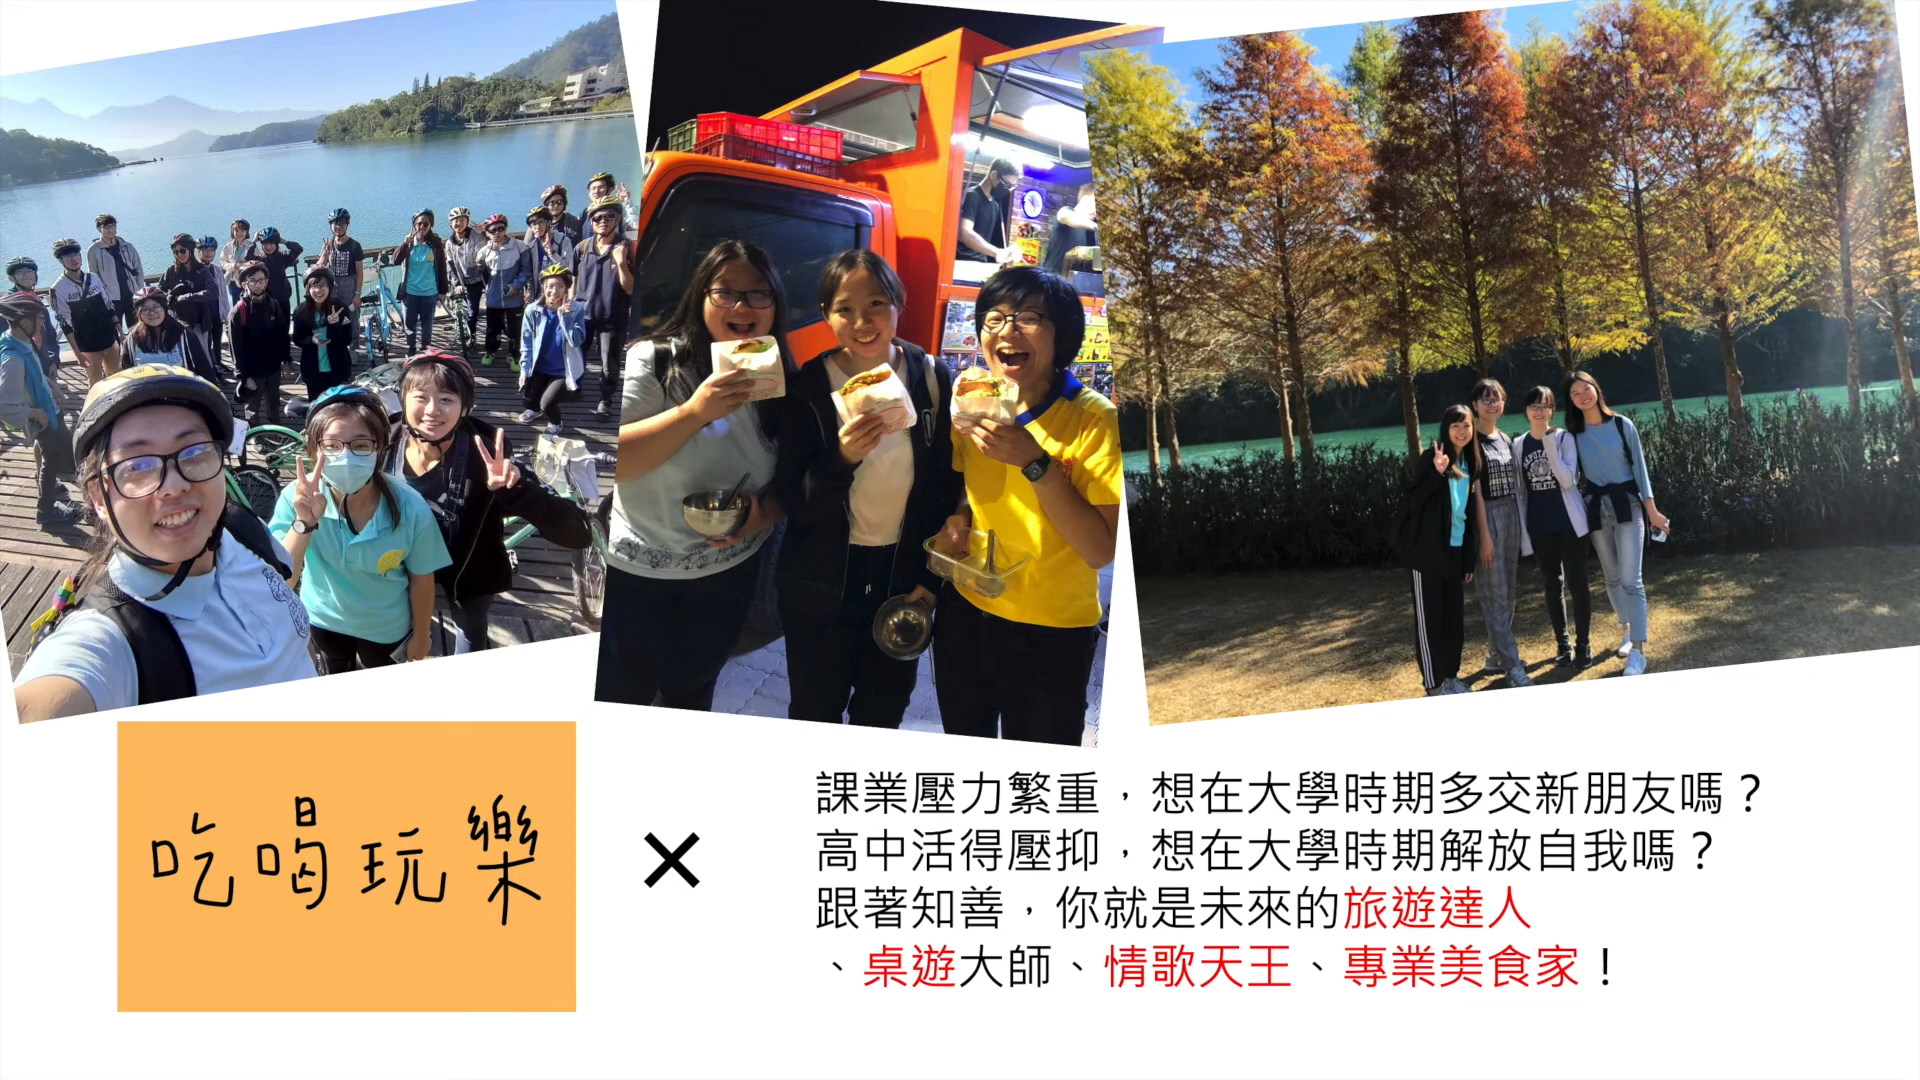 吃喝玩樂
×
課業壓力繁重，想在大學時期多交新朋友嗎？
高中活得壓抑，想在大學時期解放自我嗎？
跟著知善，你就是未來的旅遊達人
、桌遊大師、情歌天王、專業美食家！